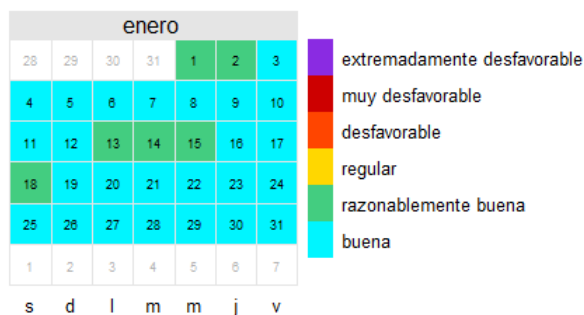 enero
28 29 30 31 1 2 3
4 5 6 7 8 9 10
11 12 13 14 15 16 17
18 19 20 21 22 23 24
25 26 27 28 29 30 31
1 2 3 4 5 6 7
s d l m m j v
extremadamente desfavorable
muy desfavorable
desfavorable
regular
razonablemente buena
buena